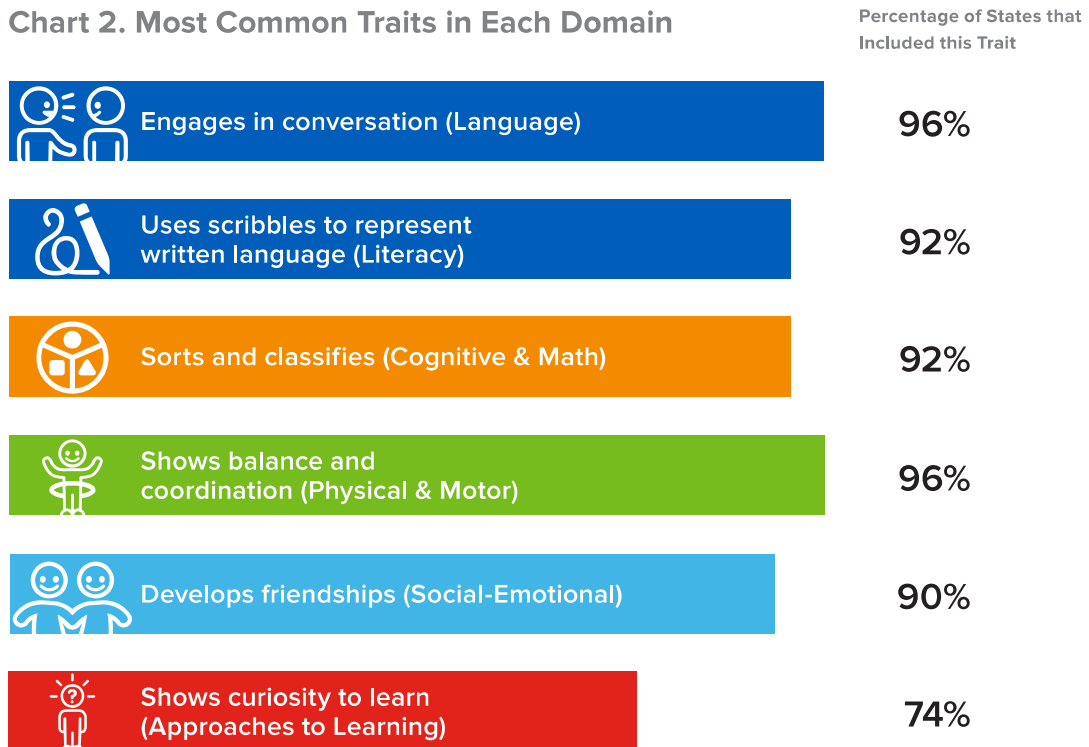 Chart 2. Most Common Traits in Each Domain
Percentage of States that
Included this Trait
Engages in conversation (Language)
96%
Uses scribbles to represent
written language (Literacy)
92%
Sorts and classifies (Cognitive & Math)
92%
Shows balance and
coordination (Physical & Motor)
96%
Develops friendships (Social-Emotional)
90%
?
Shows curiosity to learn
(Approaches to Learning)
74%